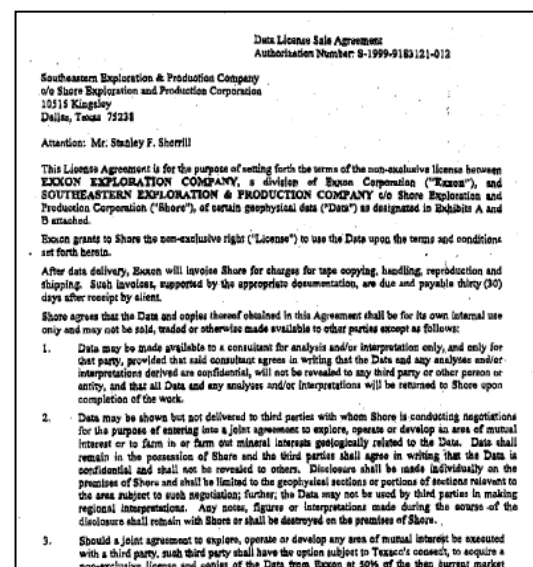 Data License Sale Agreement
Authorization Number: S-1999-9183121-012
Southeastern Exploration & Production Company
c/o Shore Exploration and Production Corporation
10515 Kingsley
Dallas, Texas 75238
Attention: Mr. Stanley F. Sherrill
This License Agreement is for the purpose of setting forth the terms of the non-exclusive license between
EXXON EXPLORATION COMPANY, a division of Exxon Corporation ("Exxon"), and
SOUTHEASTERN EXPLORATION & PRODUCTION COMPANY c/o Shore Exploration and
Production Corporation ("Shore"), of certain geophysical data ("Data") as designated in Exhibits A and
B attached.
Exxon grants to Shore the non-exclusive right ("License") to use the Data upon the terms and conditions
set forth herein.
After data delivery, Exxon will invoice Shore for charges for tape copying, handling, reproduction and
shipping. Such invoices, supported by the appropriate documentation, are due and payable thirty (30)
days after receipt by client.
Shore agrees that the Data and copies thereof obtained in this Agreement shall be for its own internal use
only and may not be sold, traded or otherwise made available to other parties except as follows:
1. Data may be made available to a consultant for analysis and/or interpretation only, and only for
that party, provided that said consultant agrees in writing that the Data and any analyses and/or
interpretations derived are confidential, will not be revealed to any third party or other person or
entity, and that all Data and any analyses and/or interpretations will be returned to Shore upon
completion of the work.
2. Data may be shown but not delivered to third parties with whom Shore is conducting negotiations
for the purpose of entering into a joint agreement to explore, operate or develop an area of mutual
interest or to farm in or farm out mineral interests geologically related to the Data. Data shall
remain in the possession of Shore and the third parties shall agree in writing that the Data is
confidential and shall not be revealed to others. Disclosure shall be made individually on the
premises of Shore and shall be limited to the geophysical sections or portions of sections relevant to
the area subject to such negotiation; further, the Data may not be used by third parties in making
regional interpretations. Any notes, figures or interpretations made during the course of the
disclosure shall remain with Shore or shall be destroyed on the premises of Shore.
3. Should a joint agreement to explore, operate or develop any area of mutual interest be executed
with a third party, such third party shall have the option subject to Texaco's consent, to acquire a
non-exclusive license and copies of the Data from Exxon at 50% of the then current market